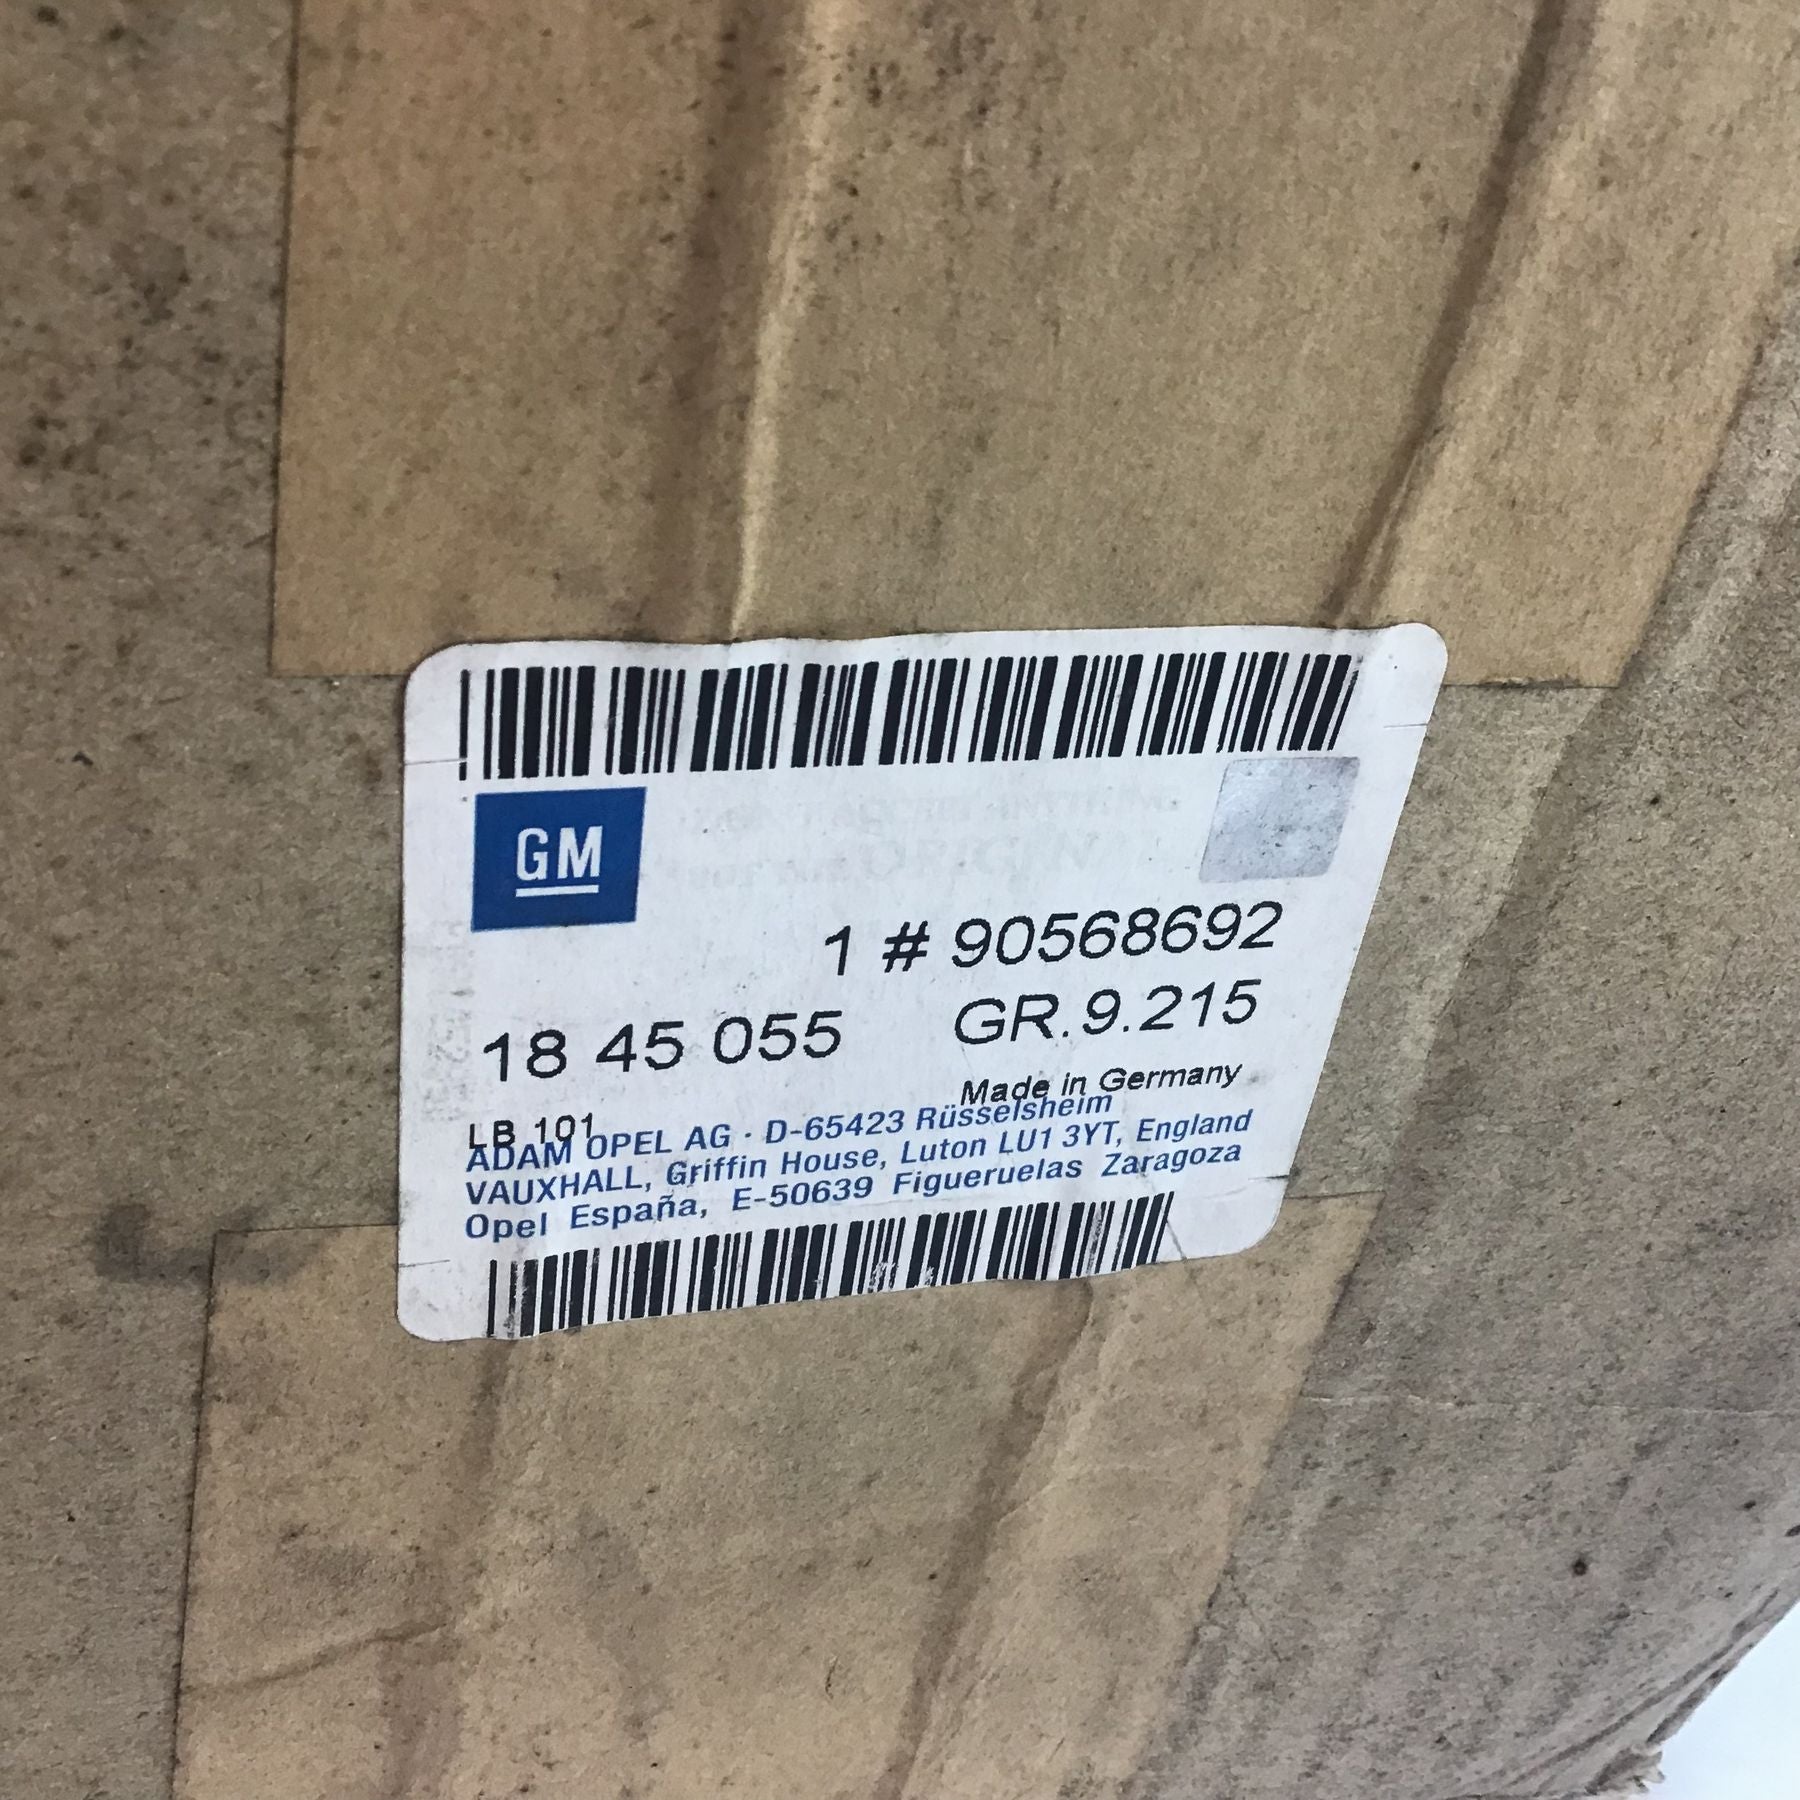 GM
1 # 90568692
18 45 055 GR.9.215
Made in Germany
LB 101
ADAM OPEL AG · D-65423 Rüsselsheim
VAUXHALL, Griffin House, Luton LU1 3YT, England
Opel España, E-50639 Figueruelas Zaragoza